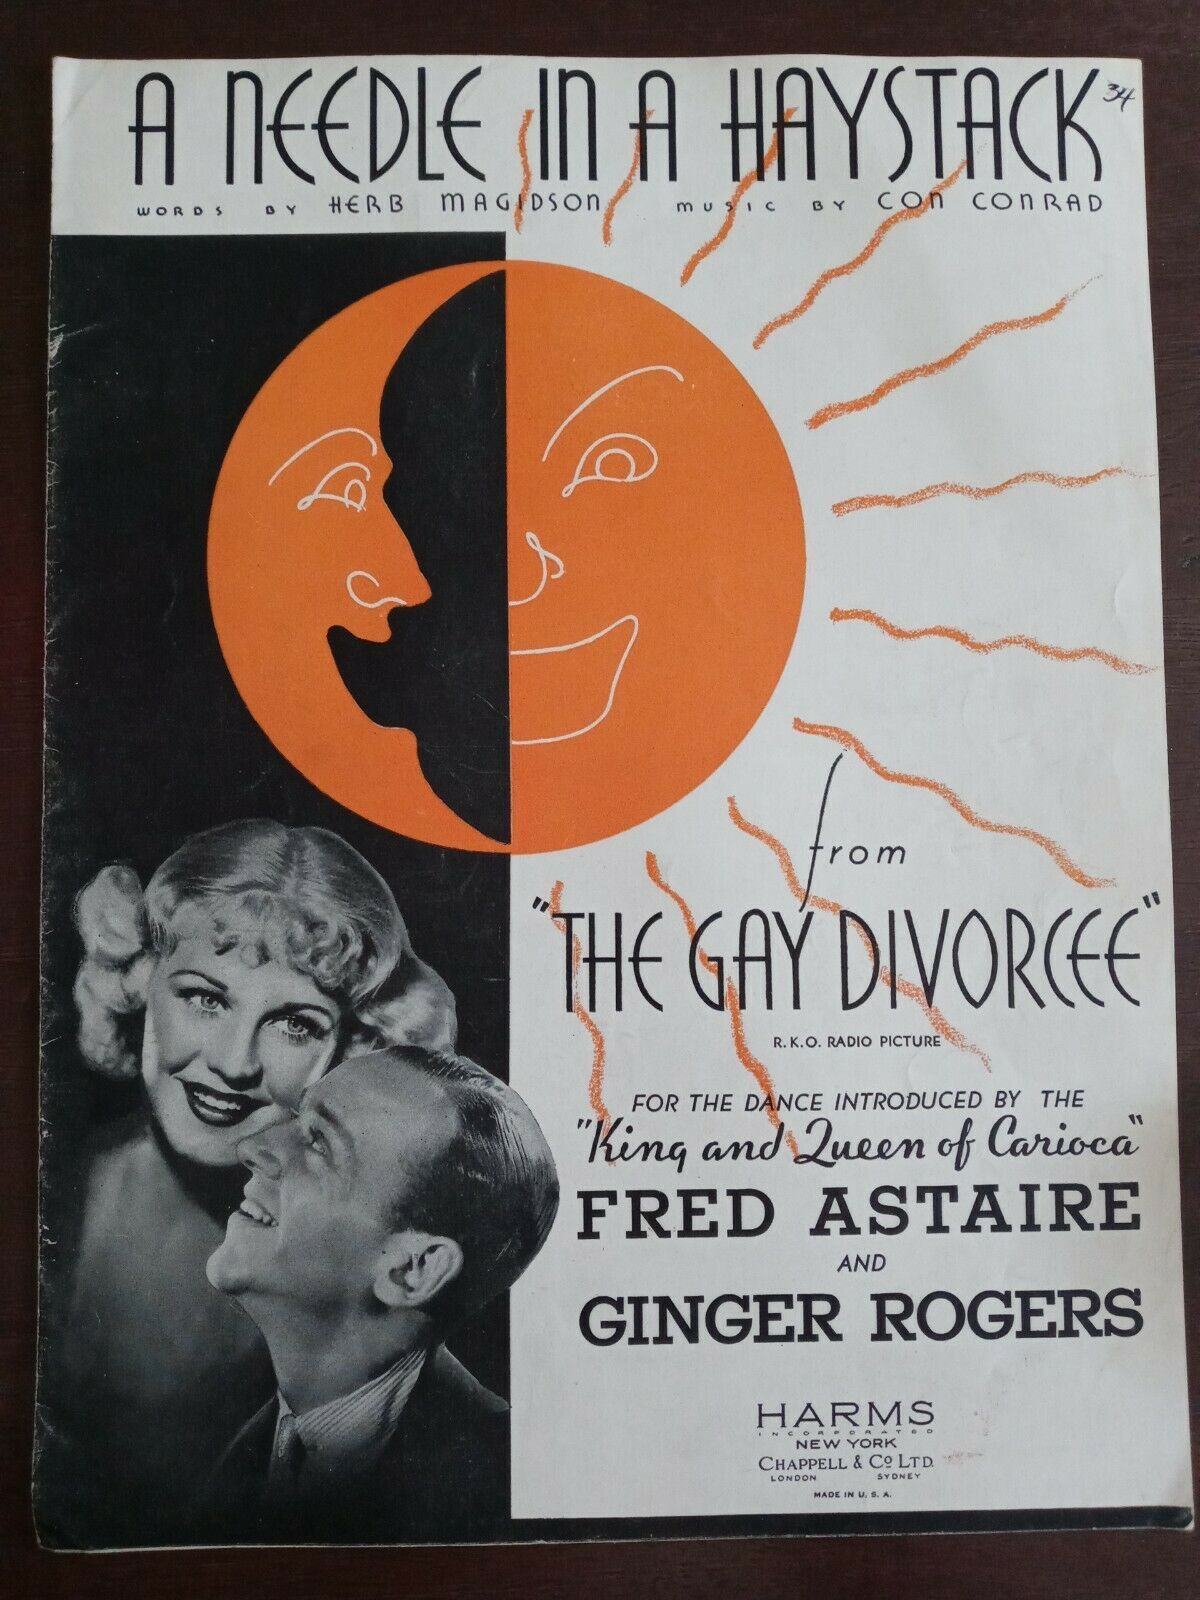 A NEEDLE IN A HAYSTACK
34
WORDS BY HERB MAGIDSON MUSIC BY CON CONRAD
from
"THE GAY DIVORCEE"
R.K.O. RADIO PICTURE
FOR THE DANCE INTRODUCED BY THE
"King and Queen of Carioca"
FRED ASTAIRE
AND
GINGER ROGERS
HARMS
INCORPORATED
NEW YORK
CHAPPELL & Co LTD.
LONDON SYDNEY
MADE IN U. S. A.